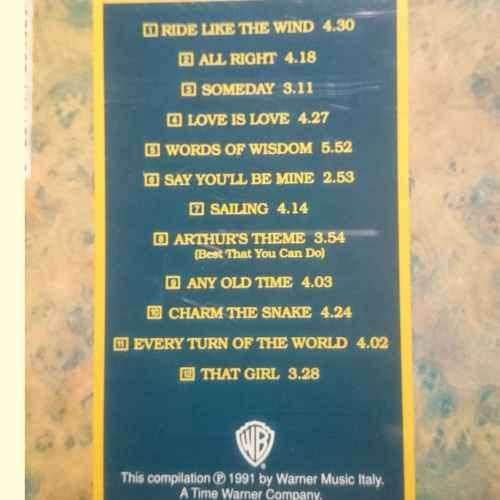 1 RIDE LIKE THE WIND 4.30
2 ALL RIGHT 4.18
3 SOMEDAY 3.11
4 LOVE IS LOVE 4.27
5 WORDS OF WISDOM 5.52
6 SAY YOU'LL BE MINE 2.53
7 SAILING 4.14
8 ARTHUR'S THEME 3.54
(Best That You Can Do)
9 ANY OLD TIME 4.03
10 CHARM THE SNAKE 4.24
11 EVERY TURN OF THE WORLD 4.02
12 THAT GIRL 3.28
WB
This compilation ℗ 1991 by Warner Music Italy.
A Time Warner Company.